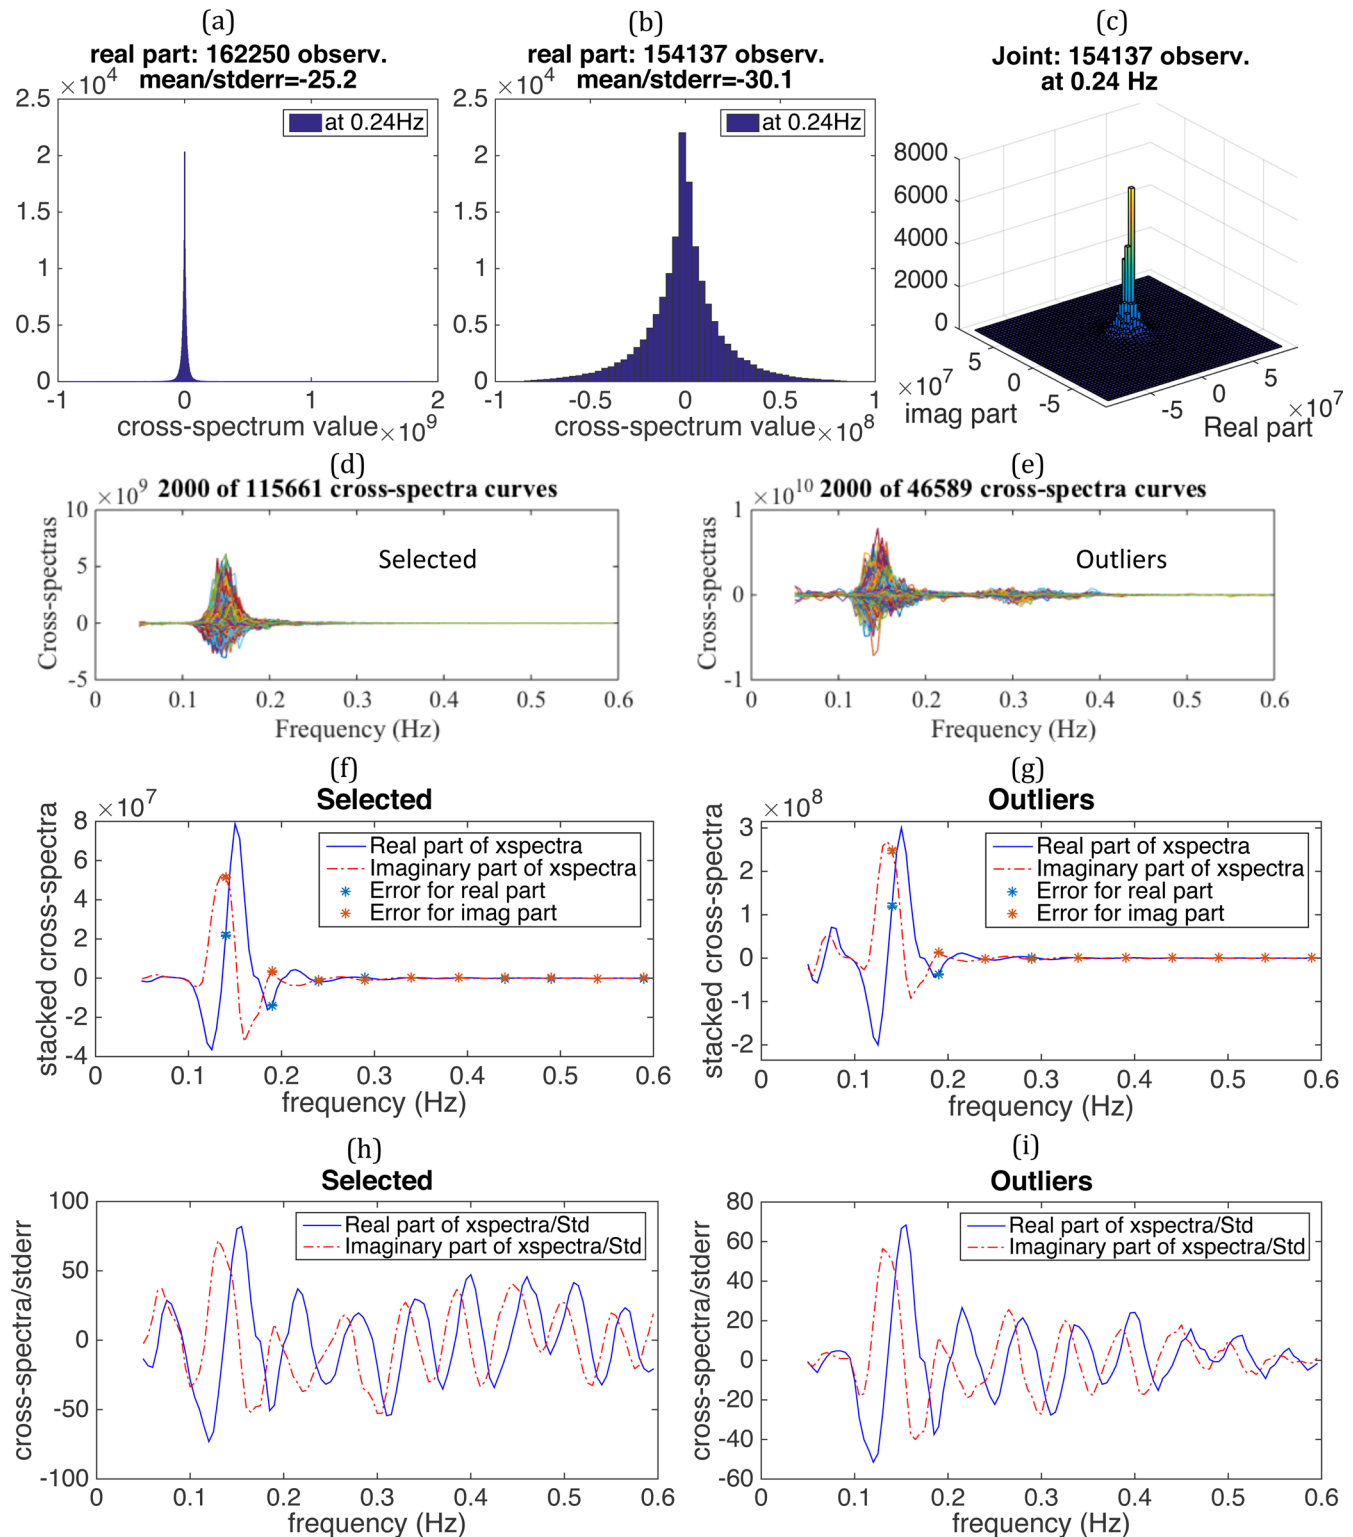 (a)
real part: 162250 observ.
mean/stderr=-25.2
×10^4
2.5
2
1.5
1
0.5
0
at 0.24Hz
-1 0 1 2
cross-spectrum value ×10^9
(b)
real part: 154137 observ.
mean/stderr=-30.1
×10^4
2.5
2
1.5
1
0.5
0
at 0.24Hz
-1 -0.5 0 0.5 1
cross-spectrum value ×10^8
(c)
Joint: 154137 observ.
at 0.24 Hz
8000
6000
4000
2000
0
5
0
-5
×10^7
imag part
-5
0
5
×10^7
Real part
(d)
×10^9 2000 of 115661 cross-spectra curves
10
5
0
-5
Cross-spectras
Selected
0 0.1 0.2 0.3 0.4 0.5 0.6
Frequency (Hz)
(e)
×10^10 2000 of 46589 cross-spectra curves
1
0
-1
Cross-spectras
Outliers
0 0.1 0.2 0.3 0.4 0.5 0.6
Frequency (Hz)
(f)
Selected
×10^7
8
6
4
2
0
-2
-4
stacked cross-spectra
Real part of xspectra
Imaginary part of xspectra
Error for real part
Error for imag part
0 0.1 0.2 0.3 0.4 0.5 0.6
frequency (Hz)
(g)
Outliers
×10^8
3
2
1
0
-1
-2
stacked cross-spectra
Real part of xspectra
Imaginary part of xspectra
Error for real part
Error for imag part
0 0.1 0.2 0.3 0.4 0.5 0.6
frequency (Hz)
(h)
Selected
100
50
0
-50
-100
cross-spectra/stderr
Real part of xspectra/Std
Imaginary part of xspectra/Std
0 0.1 0.2 0.3 0.4 0.5 0.6
frequency (Hz)
(i)
Outliers
80
60
40
20
0
-20
-40
-60
cross-spectra/stderr
Real part of xspectra/Std
Imaginary part of xspectra/Std
0 0.1 0.2 0.3 0.4 0.5 0.6
frequency (Hz)